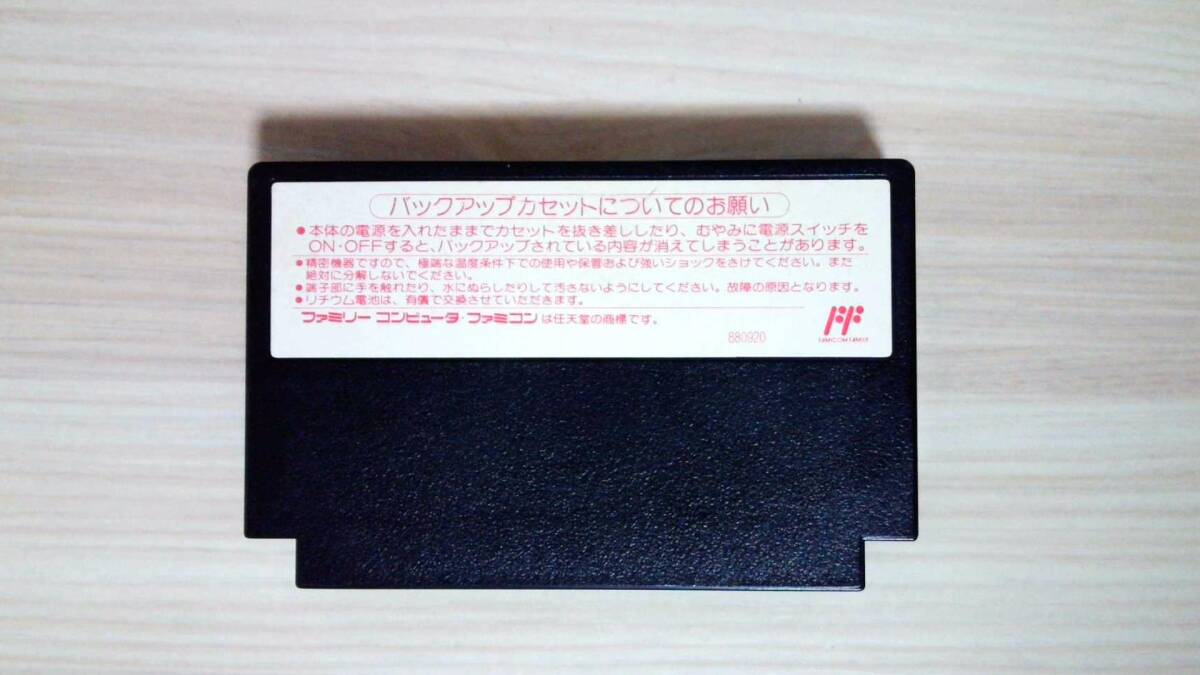 バックアップカセットについてのお願い
●本体の電源を入れたままでカセットを抜き差ししたり、むやみに電源スイッチを
ON・OFFすると、バックアップされている内容が消えてしまうことがあります。
●精密機器ですので、極端な温度条件下での使用や保管および強いショックをさけてください。また
絶対に分解しないでください。
●端子部に手を触れたり、水にぬらしたりして汚さないようにしてください。故障の原因となります。
●リチウム電池は、有償で交換させていただきます。
ファミリー コンピュータ・ファミコンは任天堂の商標です。
880920
FF
FAMICOM FAMILY